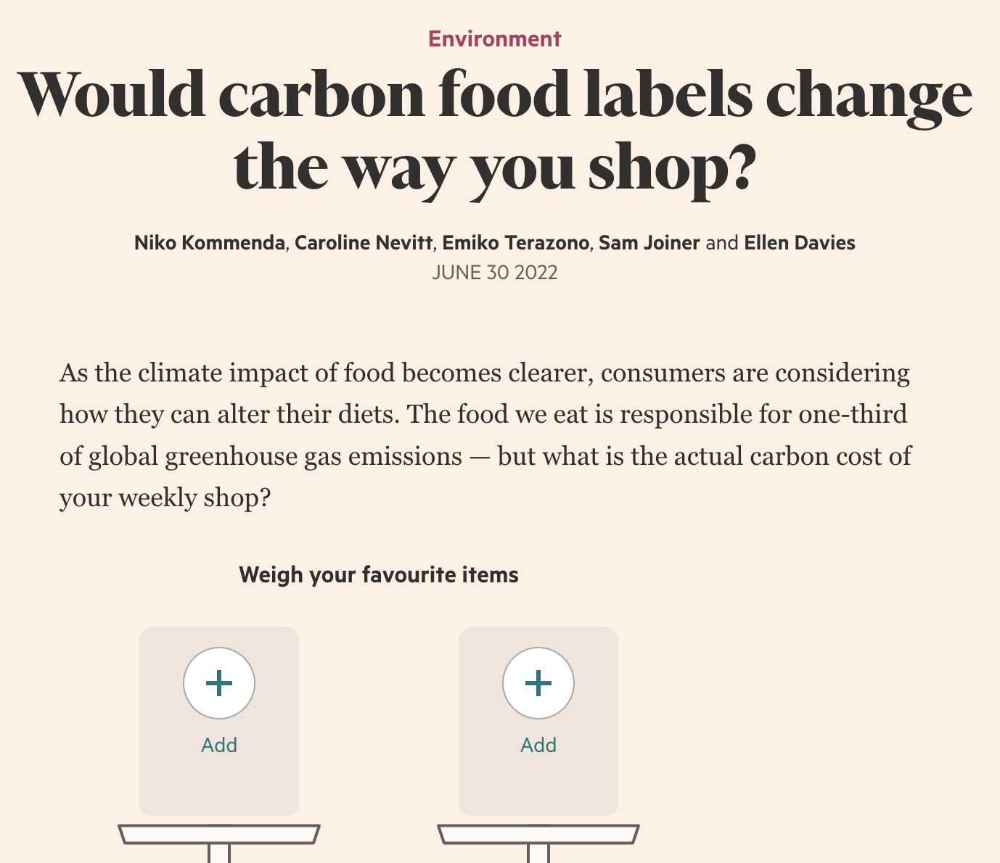 Environment
Would carbon food labels change
the way you shop?
Niko Kommenda, Caroline Nevitt, Emiko Terazono, Sam Joiner and Ellen Davies
JUNE 30 2022
As the climate impact of food becomes clearer, consumers are considering
how they can alter their diets. The food we eat is responsible for one-third
of global greenhouse gas emissions — but what is the actual carbon cost of
your weekly shop?
Weigh your favourite items
Add
Add